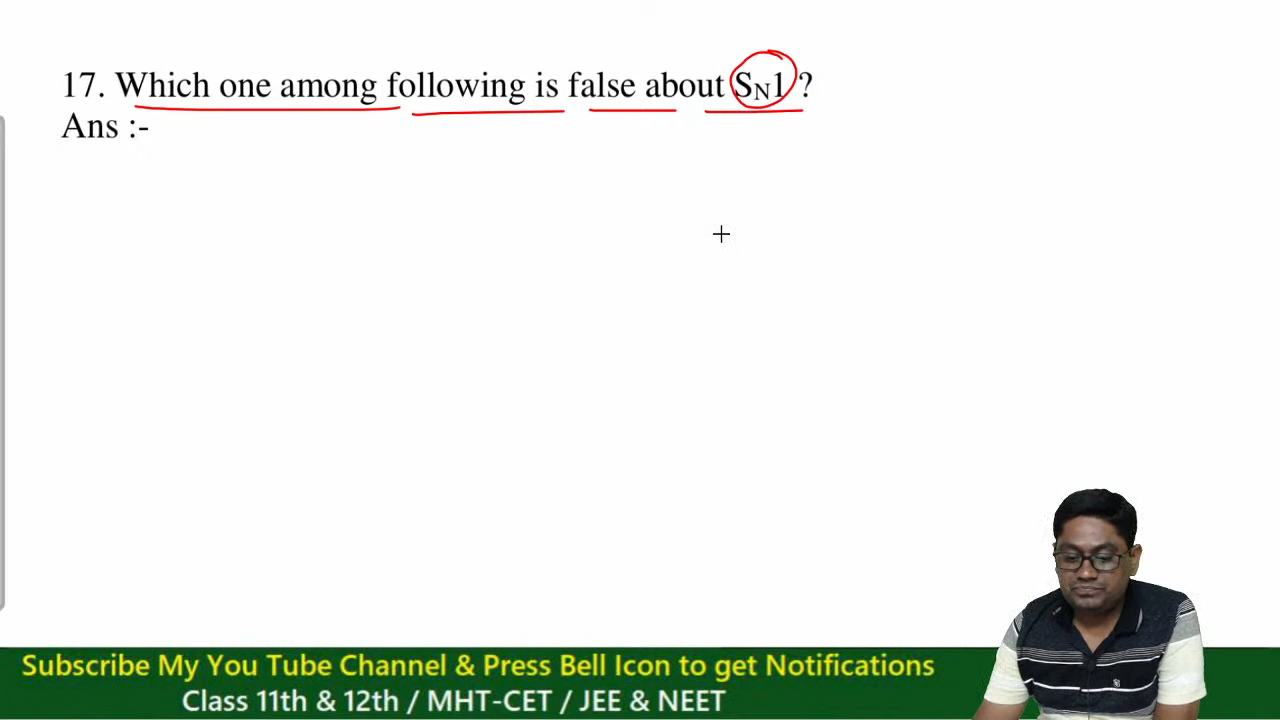 17. Which one among following is false about SN1 ?
Ans :-
Subscribe My You Tube Channel & Press Bell Icon to get Notifications
Class 11th & 12th / MHT-CET / JEE & NEET